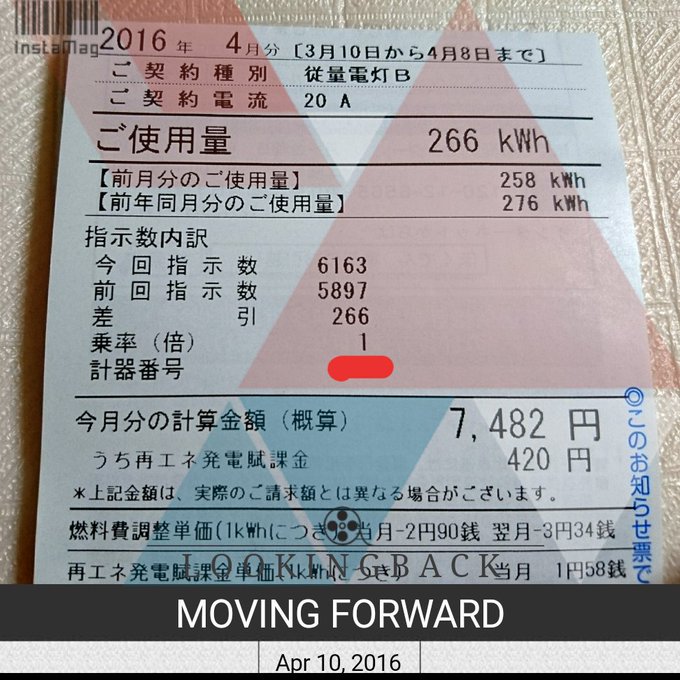 InstaMag
2016 年 4月分 〔3月10日から4月8日まで〕
ご契約種別 従量電灯B
ご契約電流 20 A
ご使用量 266 kWh
【前月分のご使用量】 258 kWh
【前年同月分のご使用量】 276 kWh
指示数内訳
今回指示数 6163
前回指示数 5897
差引 266
乗率(倍) 1
計器番号
今月分の計算金額(概算) 7,482 円
うち再エネ発電賦課金 420 円
*上記金額は、実際のご請求額とは異なる場合がございます。
燃料費調整単価(1kWhにつき) 当月-2円90銭 翌月-3円34銭
再エネ発電賦課金単価(1kWhにつき) 当月 1円58銭
◎このお知らせ票で
LOOKINGBACK
MOVING FORWARD
Apr 10, 2016